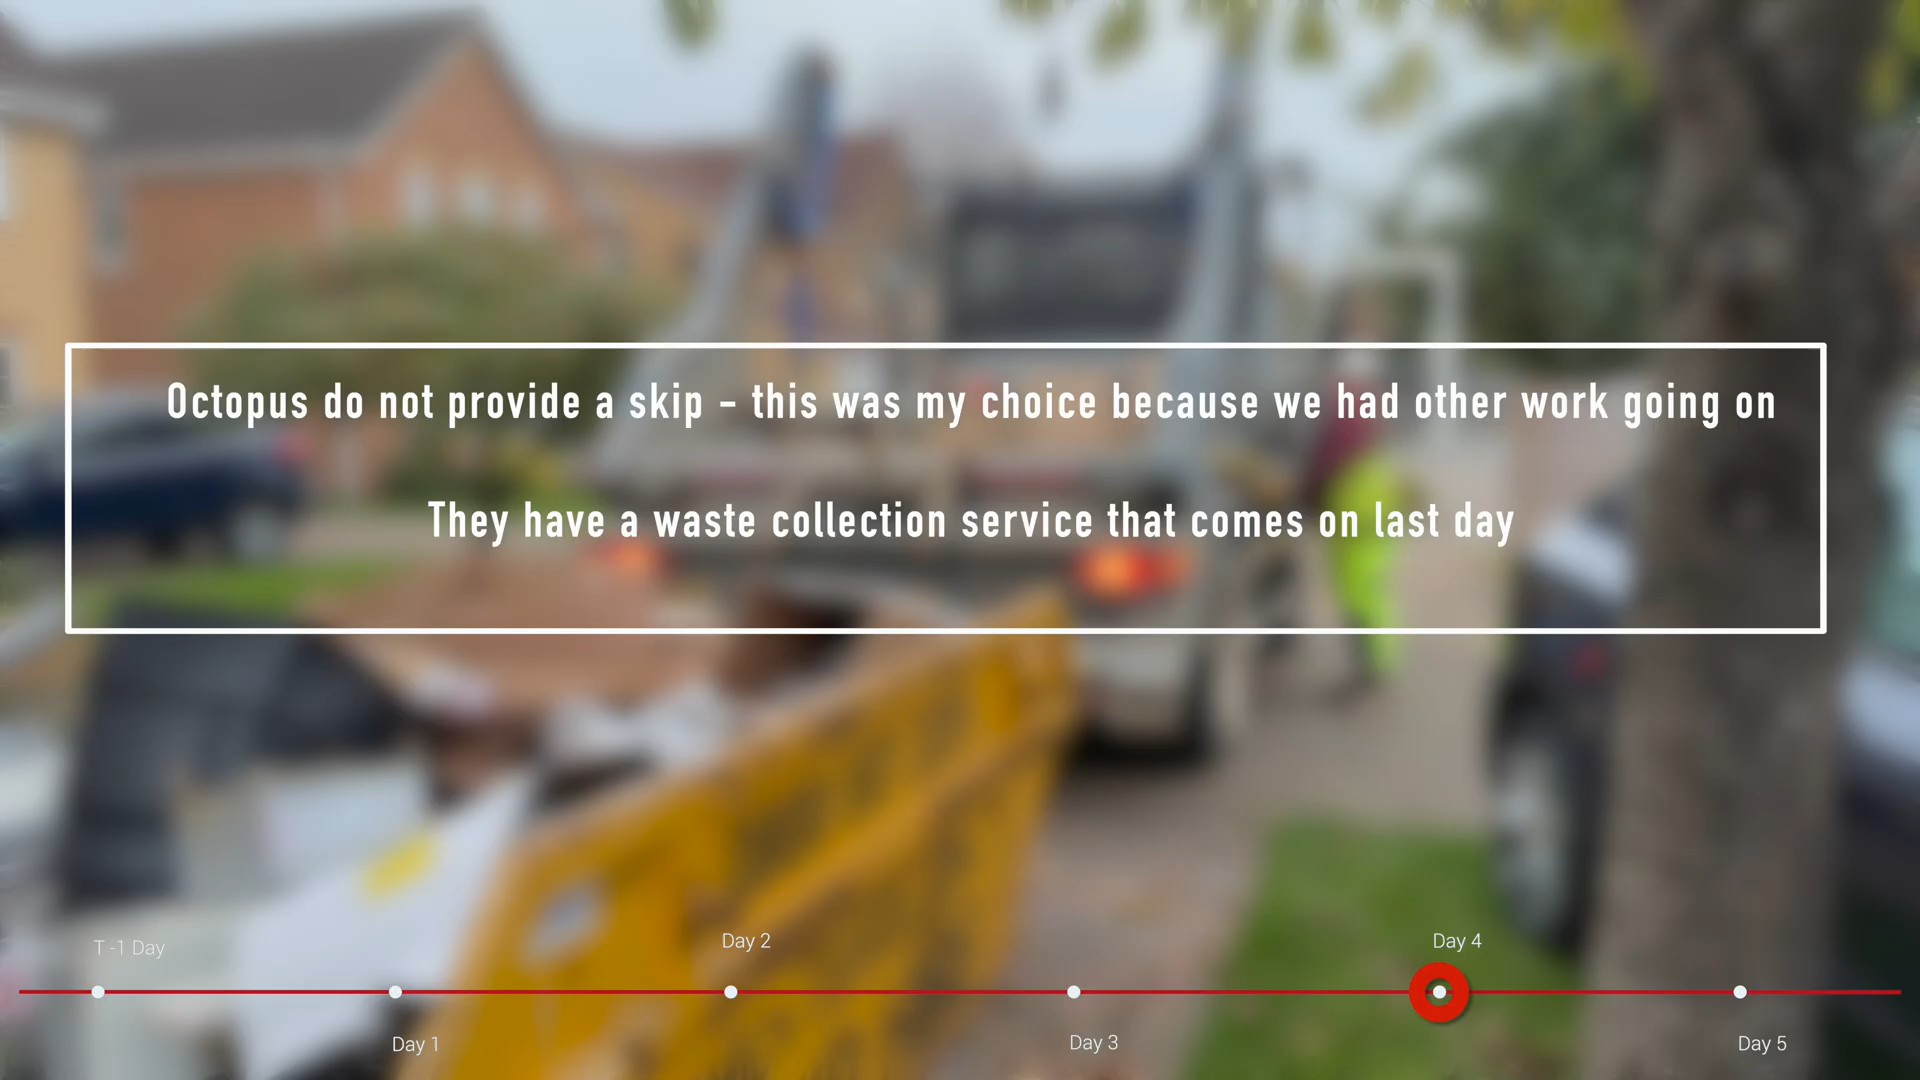 Octopus do not provide a skip - this was my choice because we had other work going on
They have a waste collection service that comes on last day
T -1 Day
Day 1
Day 2
Day 3
Day 4
Day 5